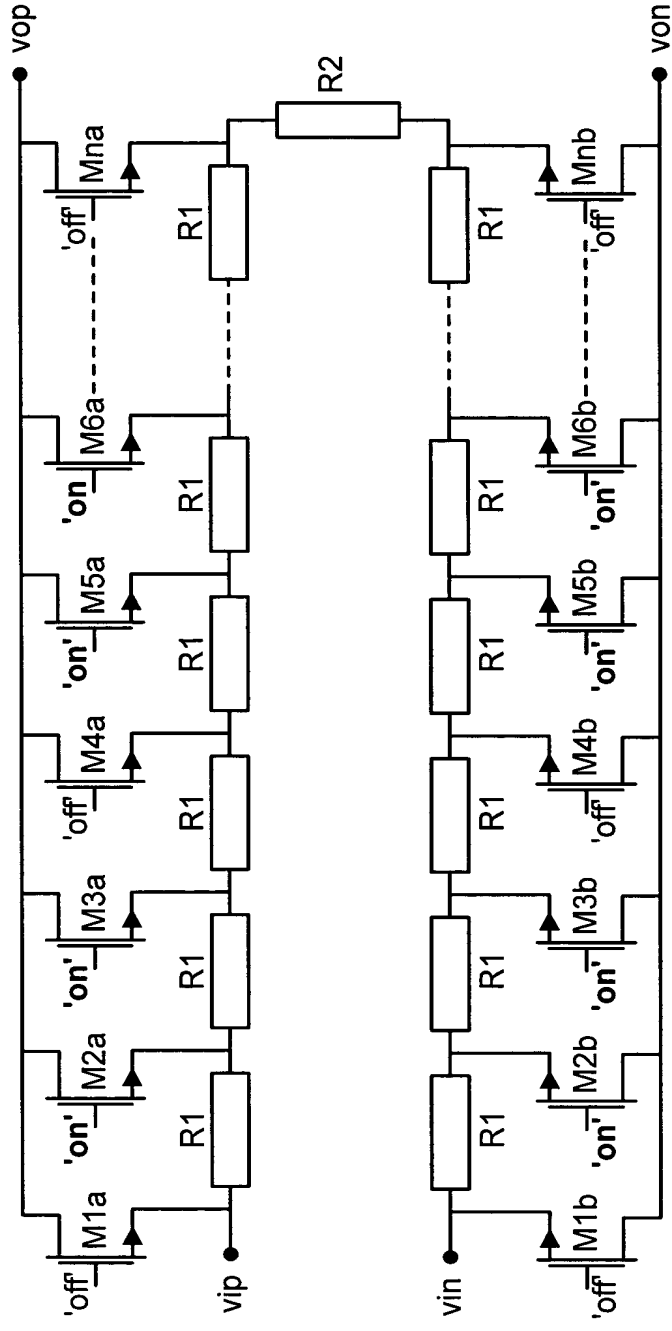 vop
M1a
M2a
M3a
M4a
M5a
M6a
Mna
'off'
'on'
'on'
'off'
'on'
'on'
'off'
vip
R1
R1
R1
R1
R1
R1
R2
vin
R1
R1
R1
R1
R1
R1
M1b
M2b
M3b
M4b
M5b
M6b
Mnb
'off'
'on'
'on'
'off'
'on'
'on'
'off'
von